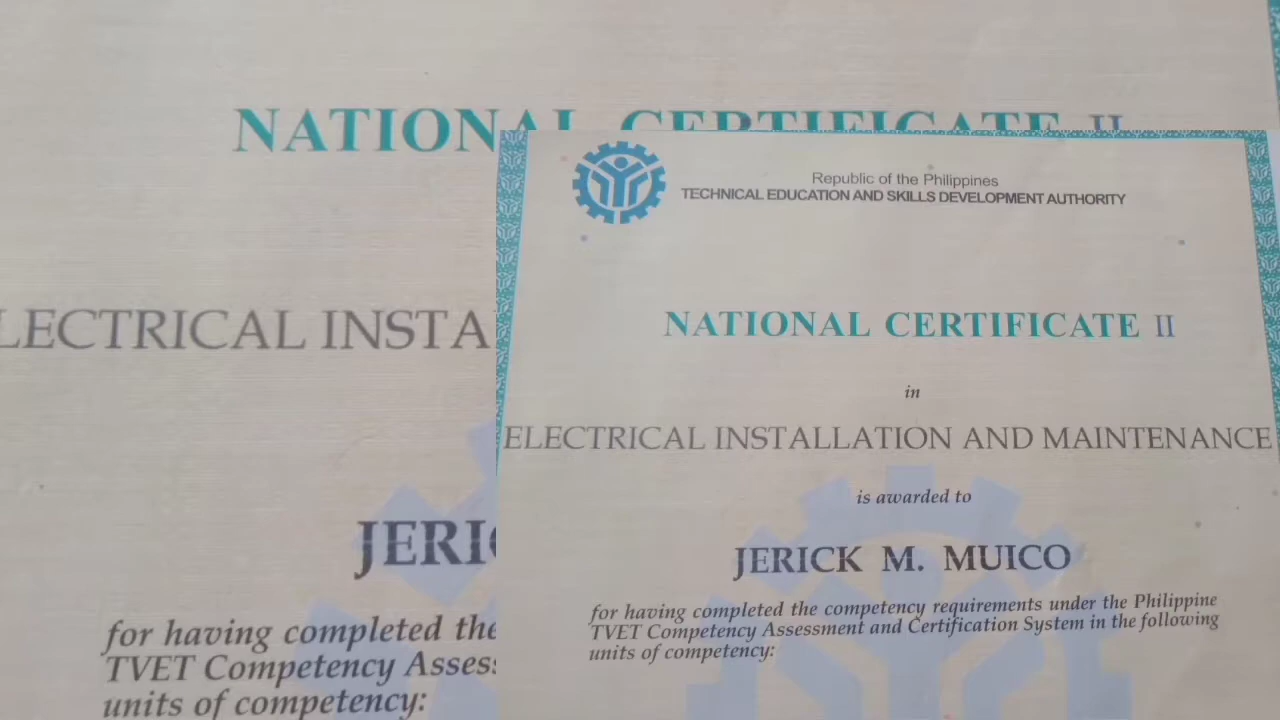 NATIONAL CERTIFICATE II
LECTRICAL INSTA
JERIC
for having completed the
TVET Competency Assess
units of competency:
Republic of the Philippines
TECHNICAL EDUCATION AND SKILLS DEVELOPMENT AUTHORITY
NATIONAL CERTIFICATE II
in
ELECTRICAL INSTALLATION AND MAINTENANCE
is awarded to
JERICK M. MUICO
for having completed the competency requirements under the Philippine
TVET Competency Assessment and Certification System in the following
units of competency: